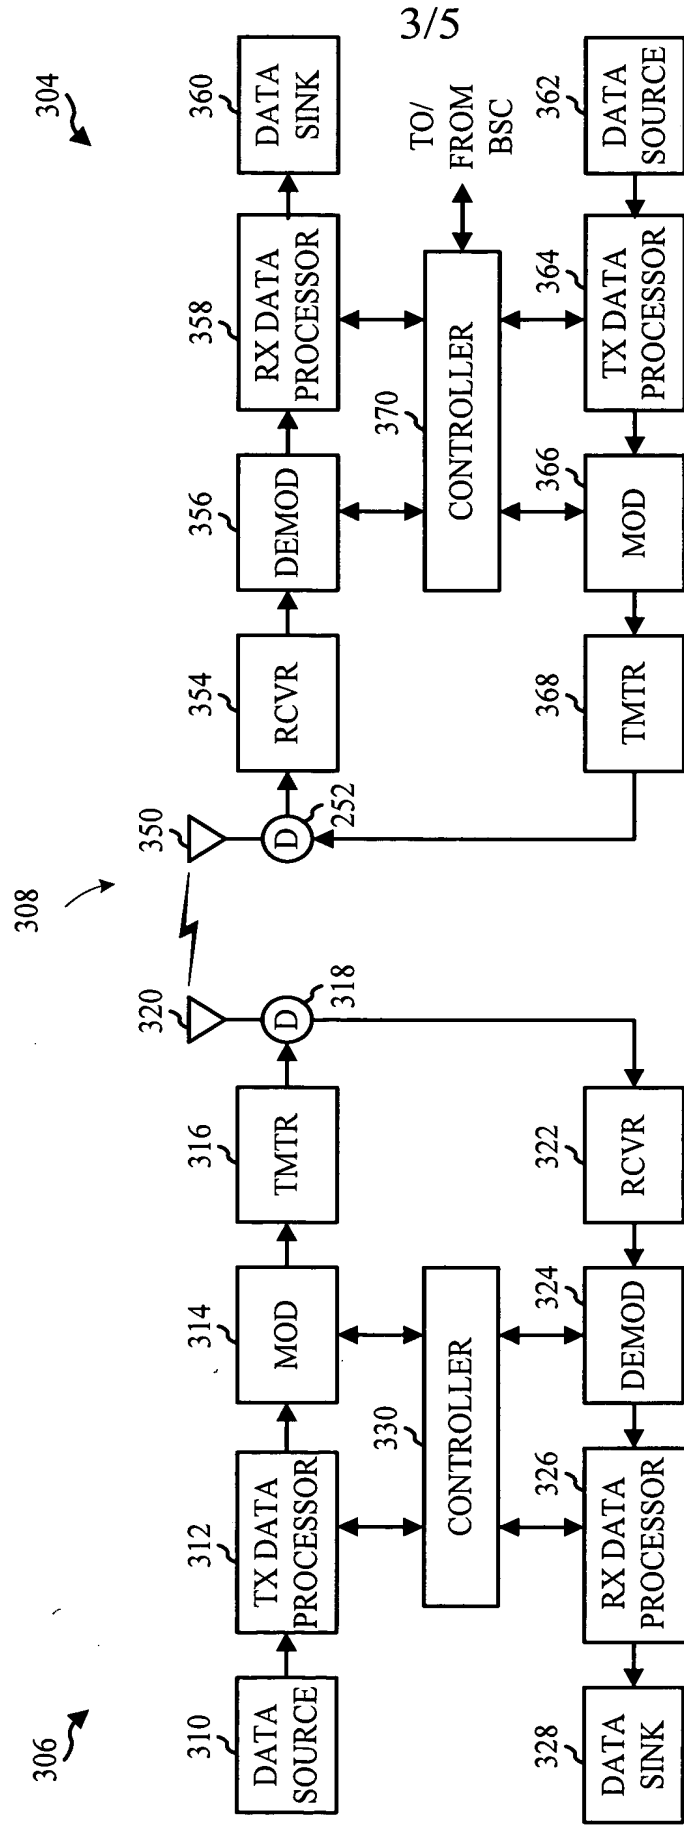 3/5
306
308
304
310
DATA
SOURCE
312
TX DATA
PROCESSOR
314
MOD
316
TMTR
320
D
318
350
D
252
354
RCVR
356
DEMOD
358
RX DATA
PROCESSOR
360
DATA
SINK
330
CONTROLLER
370
CONTROLLER
TO/
FROM
BSC
328
DATA
SINK
326
RX DATA
PROCESSOR
324
DEMOD
322
RCVR
368
TMTR
366
MOD
364
TX DATA
PROCESSOR
362
DATA
SOURCE